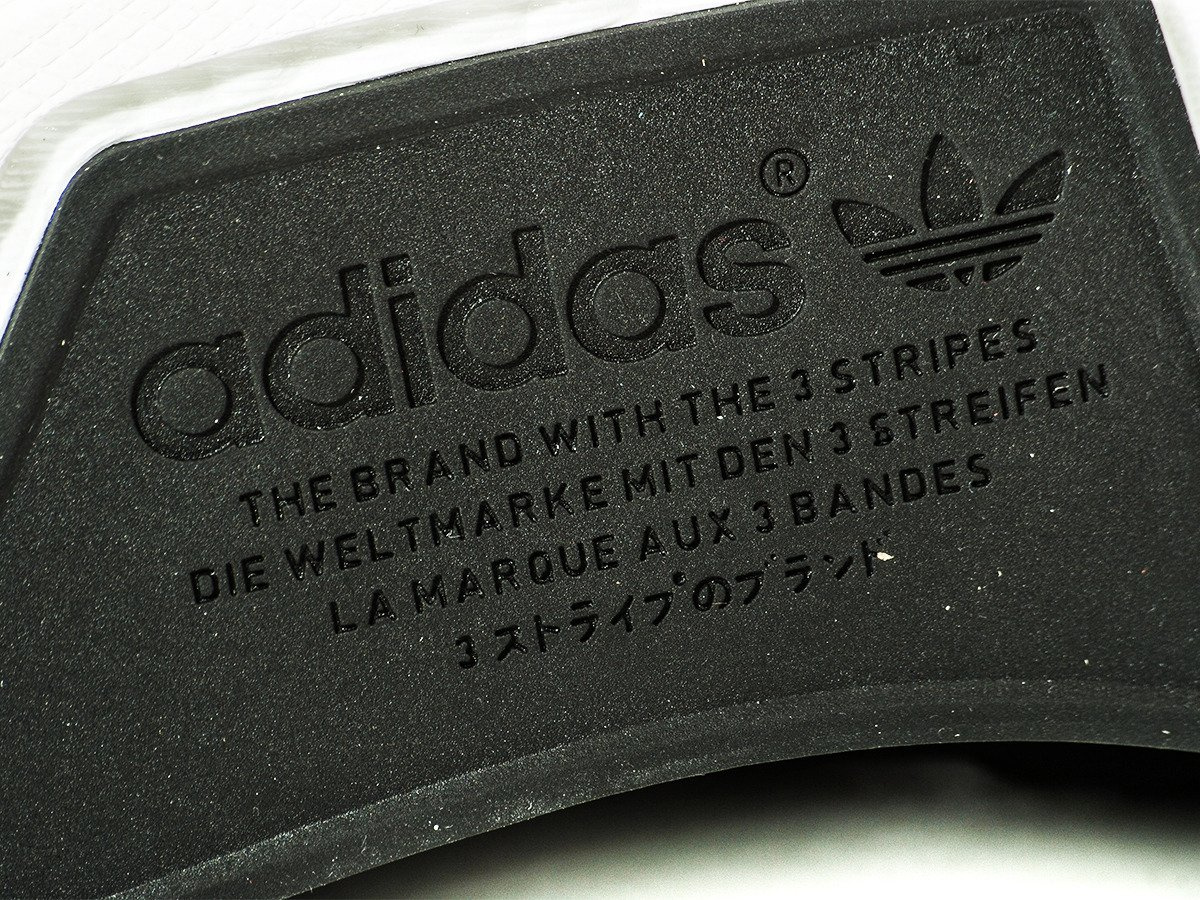 adidas®
THE BRAND WITH THE 3 STRIPES
DIE WELTMARKE MIT DEN 3 STREIFEN
LA MARQUE AUX 3 BANDES
3 ストライプのブランド